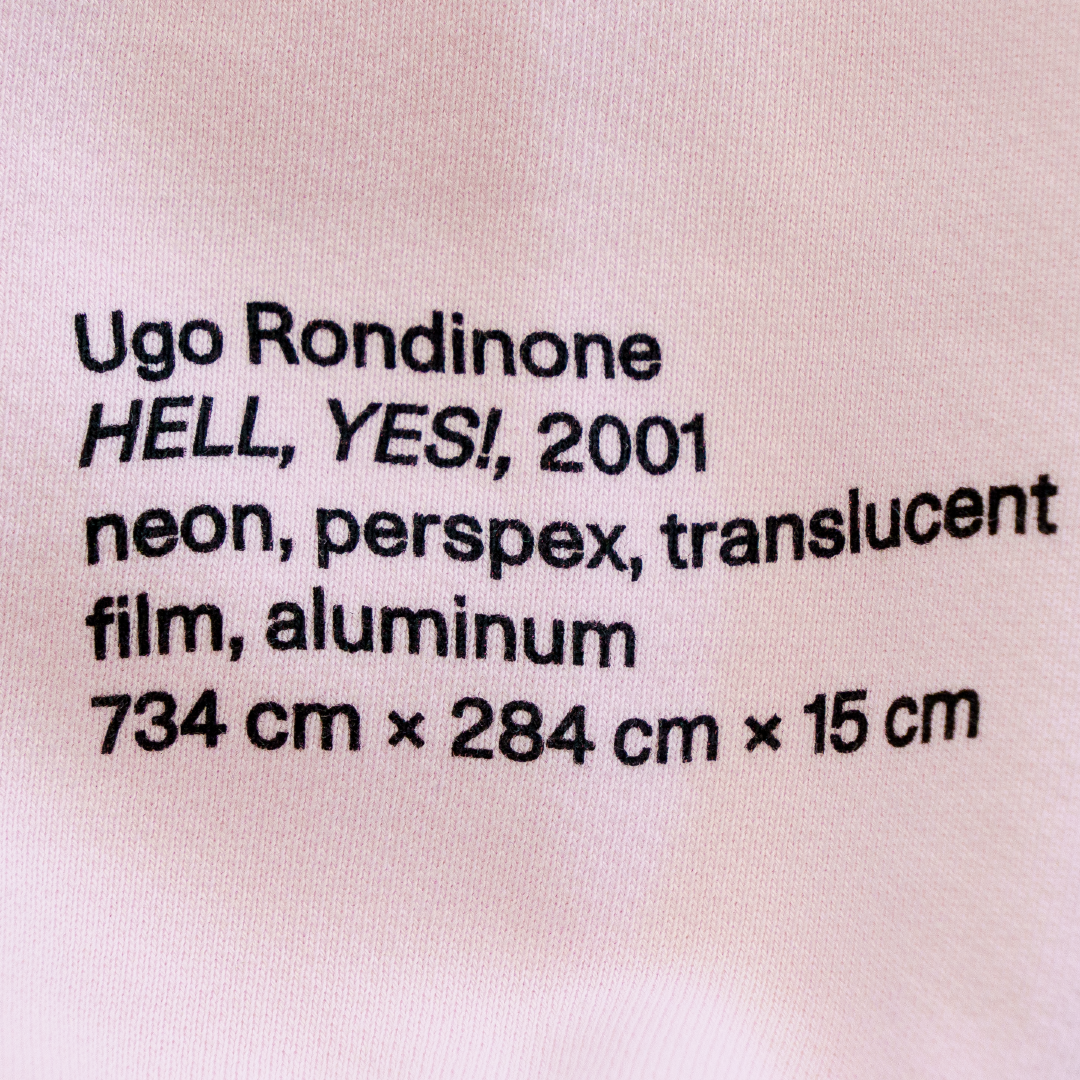 Ugo Rondinone
HELL, YES!, 2001
neon, perspex, translucent
film, aluminum
734 cm × 284 cm × 15 cm